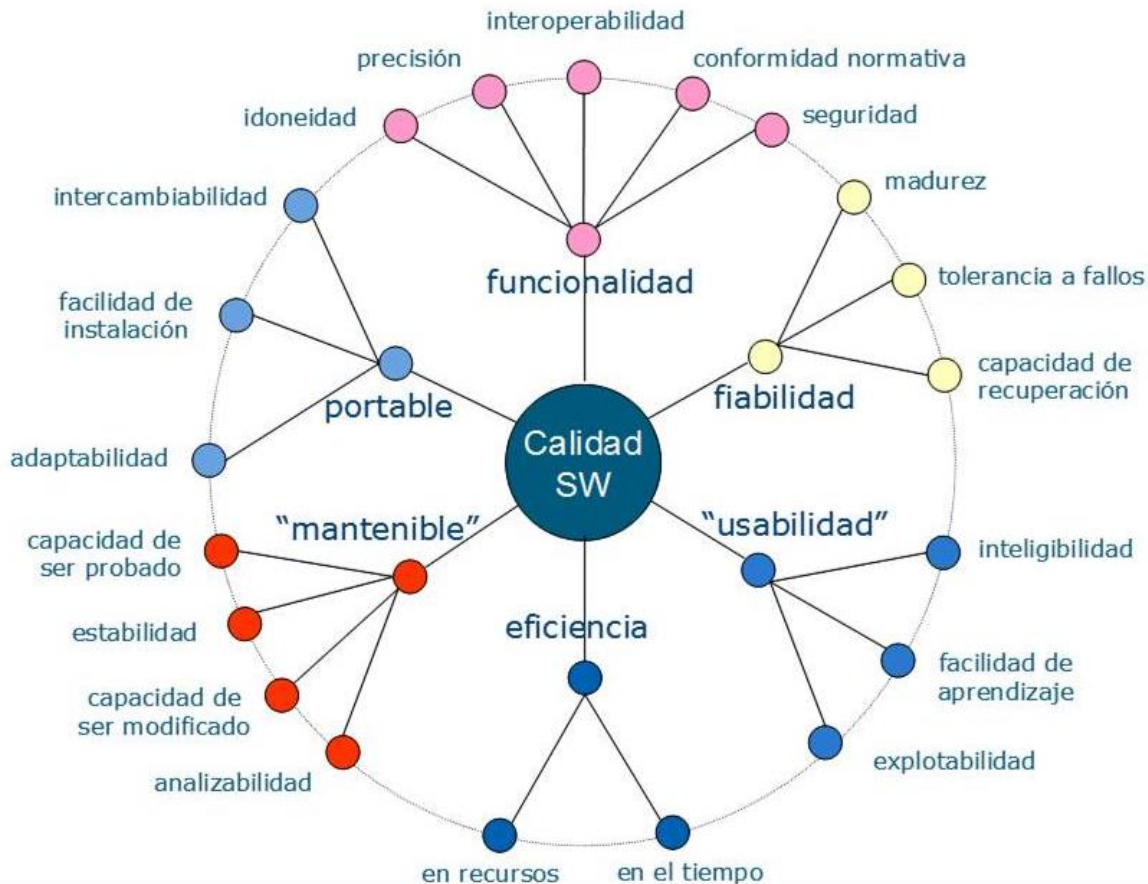 interoperabilidad
precisión
conformidad normativa
idoneidad
seguridad
intercambiabilidad
madurez
funcionalidad
tolerancia a fallos
facilidad de
instalación
capacidad de
recuperación
portable
fiabilidad
Calidad
SW
adaptabilidad
"mantenible"
"usabilidad"
capacidad de
ser probado
inteligibilidad
estabilidad
eficiencia
facilidad de
aprendizaje
capacidad de
ser modificado
explotabilidad
analizabilidad
en recursos
en el tiempo